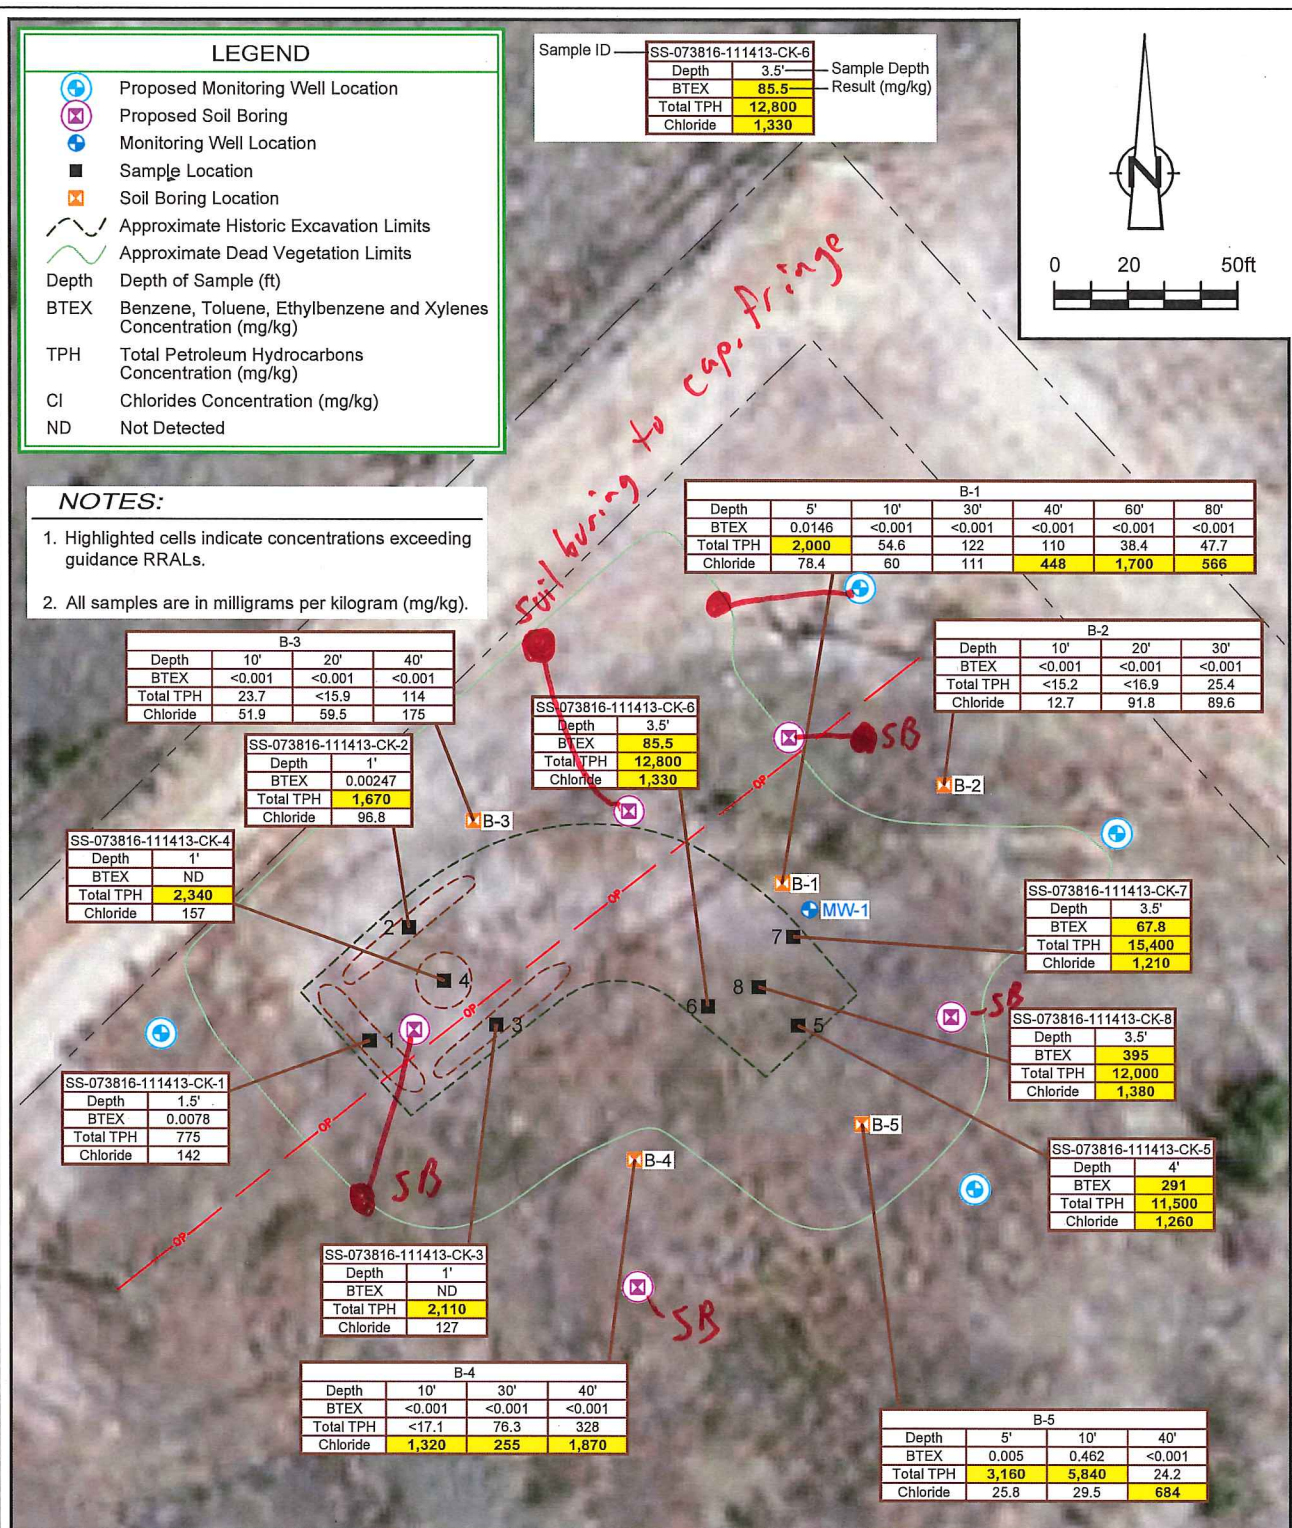 LEGEND
Proposed Monitoring Well Location
Proposed Soil Boring
Monitoring Well Location
Sample Location
Soil Boring Location
Approximate Historic Excavation Limits
Approximate Dead Vegetation Limits
Depth Depth of Sample (ft)
BTEX Benzene, Toluene, Ethylbenzene and Xylenes
Concentration (mg/kg)
TPH Total Petroleum Hydrocarbons
Concentration (mg/kg)
Cl Chlorides Concentration (mg/kg)
ND Not Detected
Sample ID SS-073816-111413-CK-6
Depth 3.5' Sample Depth
BTEX 85.5 Result (mg/kg)
Total TPH 12,800
Chloride 1,330
N
0 20 50ft
NOTES:
1. Highlighted cells indicate concentrations exceeding
guidance RRALs.
2. All samples are in milligrams per kilogram (mg/kg).
soil buring to cap. fringe
B-1
Depth 5' 10' 30' 40' 60' 80'
BTEX 0.0146 <0.001 <0.001 <0.001 <0.001 <0.001
Total TPH 2,000 54.6 122 110 38.4 47.7
Chloride 78.4 60 111 448 1,700 566
B-2
Depth 10' 20' 30'
BTEX <0.001 <0.001 <0.001
Total TPH <15.2 <16.9 25.4
Chloride 12.7 91.8 89.6
B-3
Depth 10' 20' 40'
BTEX <0.001 <0.001 <0.001
Total TPH 23.7 <15.9 114
Chloride 51.9 59.5 175
SS-073816-111413-CK-6
Depth 3.5'
BTEX 85.5
Total TPH 12,800
Chloride 1,330
SS-073816-111413-CK-2
Depth 1'
BTEX 0.00247
Total TPH 1,670
Chloride 96.8
SB
OP
B-2
B-3
SS-073816-111413-CK-4
Depth 1'
BTEX ND
Total TPH 2,340
Chloride 157
B-1
MW-1
OP
SS-073816-111413-CK-7
Depth 3.5'
BTEX 67.8
Total TPH 15,400
Chloride 1,210
2
7
4
8
6
OP
3
5
1
SB
SS-073816-111413-CK-8
Depth 3.5'
BTEX 395
Total TPH 12,000
Chloride 1,380
SS-073816-111413-CK-1
Depth 1.5'
BTEX 0.0078
Total TPH 775
Chloride 142
OP
OP
B-5
B-4
SS-073816-111413-CK-5
Depth 4'
BTEX 291
Total TPH 11,500
Chloride 1,260
SB
OP
SS-073816-111413-CK-3
Depth 1'
BTEX ND
Total TPH 2,110
Chloride 127
SB
B-4
Depth 10' 30' 40'
BTEX <0.001 <0.001 <0.001
Total TPH <17.1 76.3 328
Chloride 1,320 255 1,870
B-5
Depth 5' 10' 40'
BTEX 0.005 0.462 <0.001
Total TPH 3,160 5,840 24.2
Chloride 25.8 29.5 684